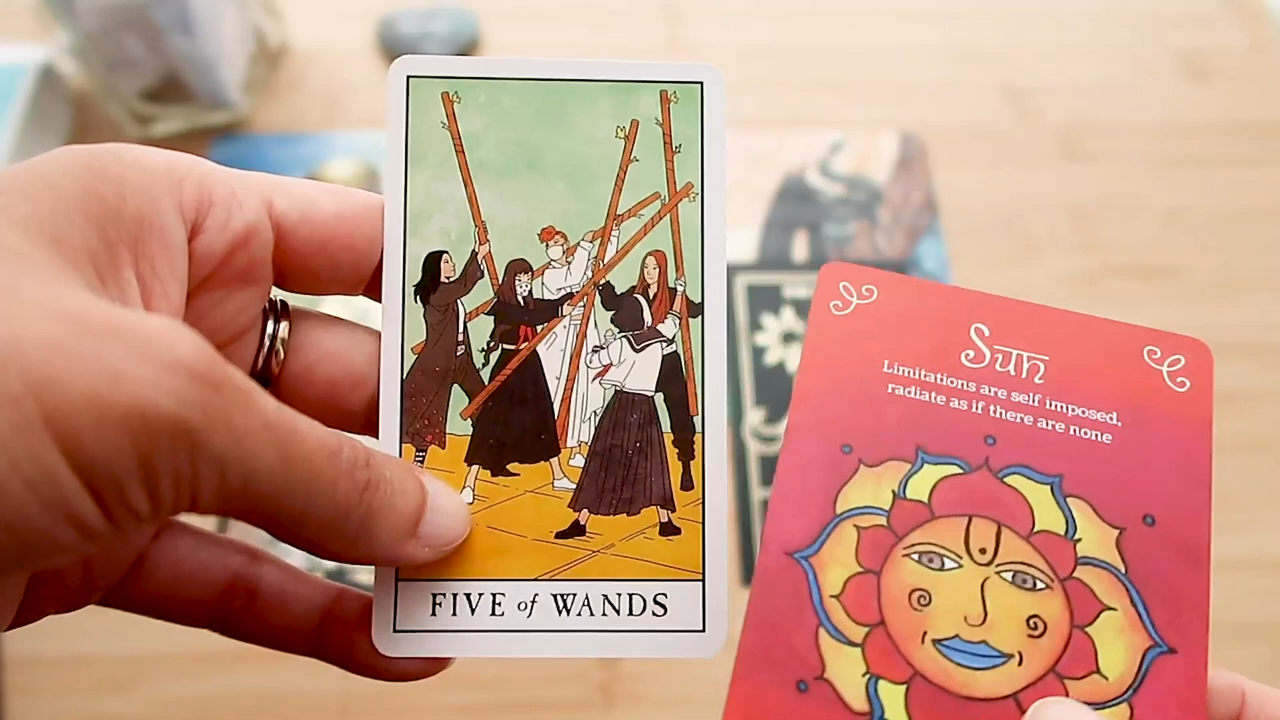 FIVE of WANDS
Sun
Limitations are self imposed,
radiate as if there are none